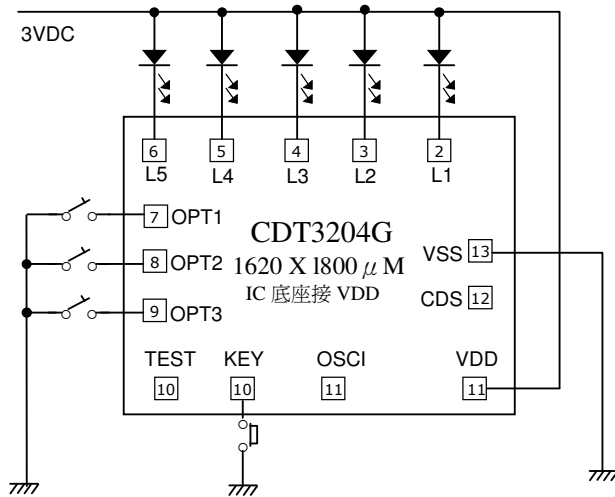 3VDC
6 5 4 3 2
L5 L4 L3 L2 L1
7 OPT1
CDT3204G
8 OPT2
1620 X 1800 μ M
VSS 13
IC 底座接 VDD
9 OPT3
CDS 12
TEST KEY OSCI VDD
10 10 11 11